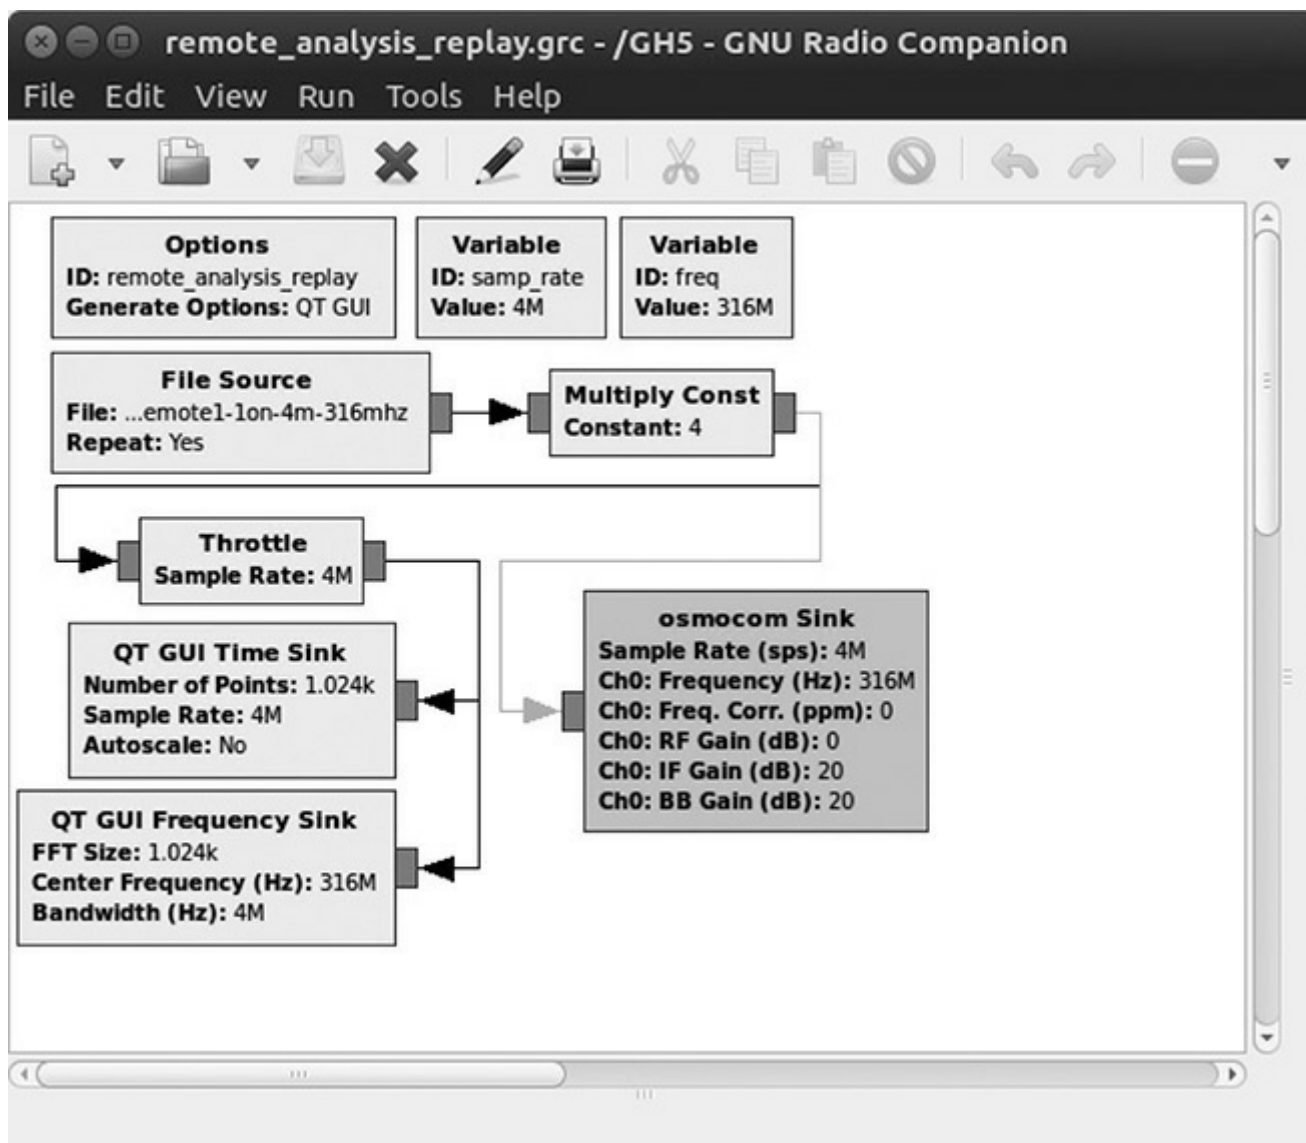 remote_analysis_replay.grc - /GH5 - GNU Radio Companion
File Edit View Run Tools Help
Options
ID: remote_analysis_replay
Generate Options: QT GUI
Variable
ID: samp_rate
Value: 4M
Variable
ID: freq
Value: 316M
File Source
File: ...emote1-1on-4m-316mhz
Repeat: Yes
Multiply Const
Constant: 4
Throttle
Sample Rate: 4M
QT GUI Time Sink
Number of Points: 1.024k
Sample Rate: 4M
Autoscale: No
osmocom Sink
Sample Rate (sps): 4M
Ch0: Frequency (Hz): 316M
Ch0: Freq. Corr. (ppm): 0
Ch0: RF Gain (dB): 0
Ch0: IF Gain (dB): 20
Ch0: BB Gain (dB): 20
QT GUI Frequency Sink
FFT Size: 1.024k
Center Frequency (Hz): 316M
Bandwidth (Hz): 4M